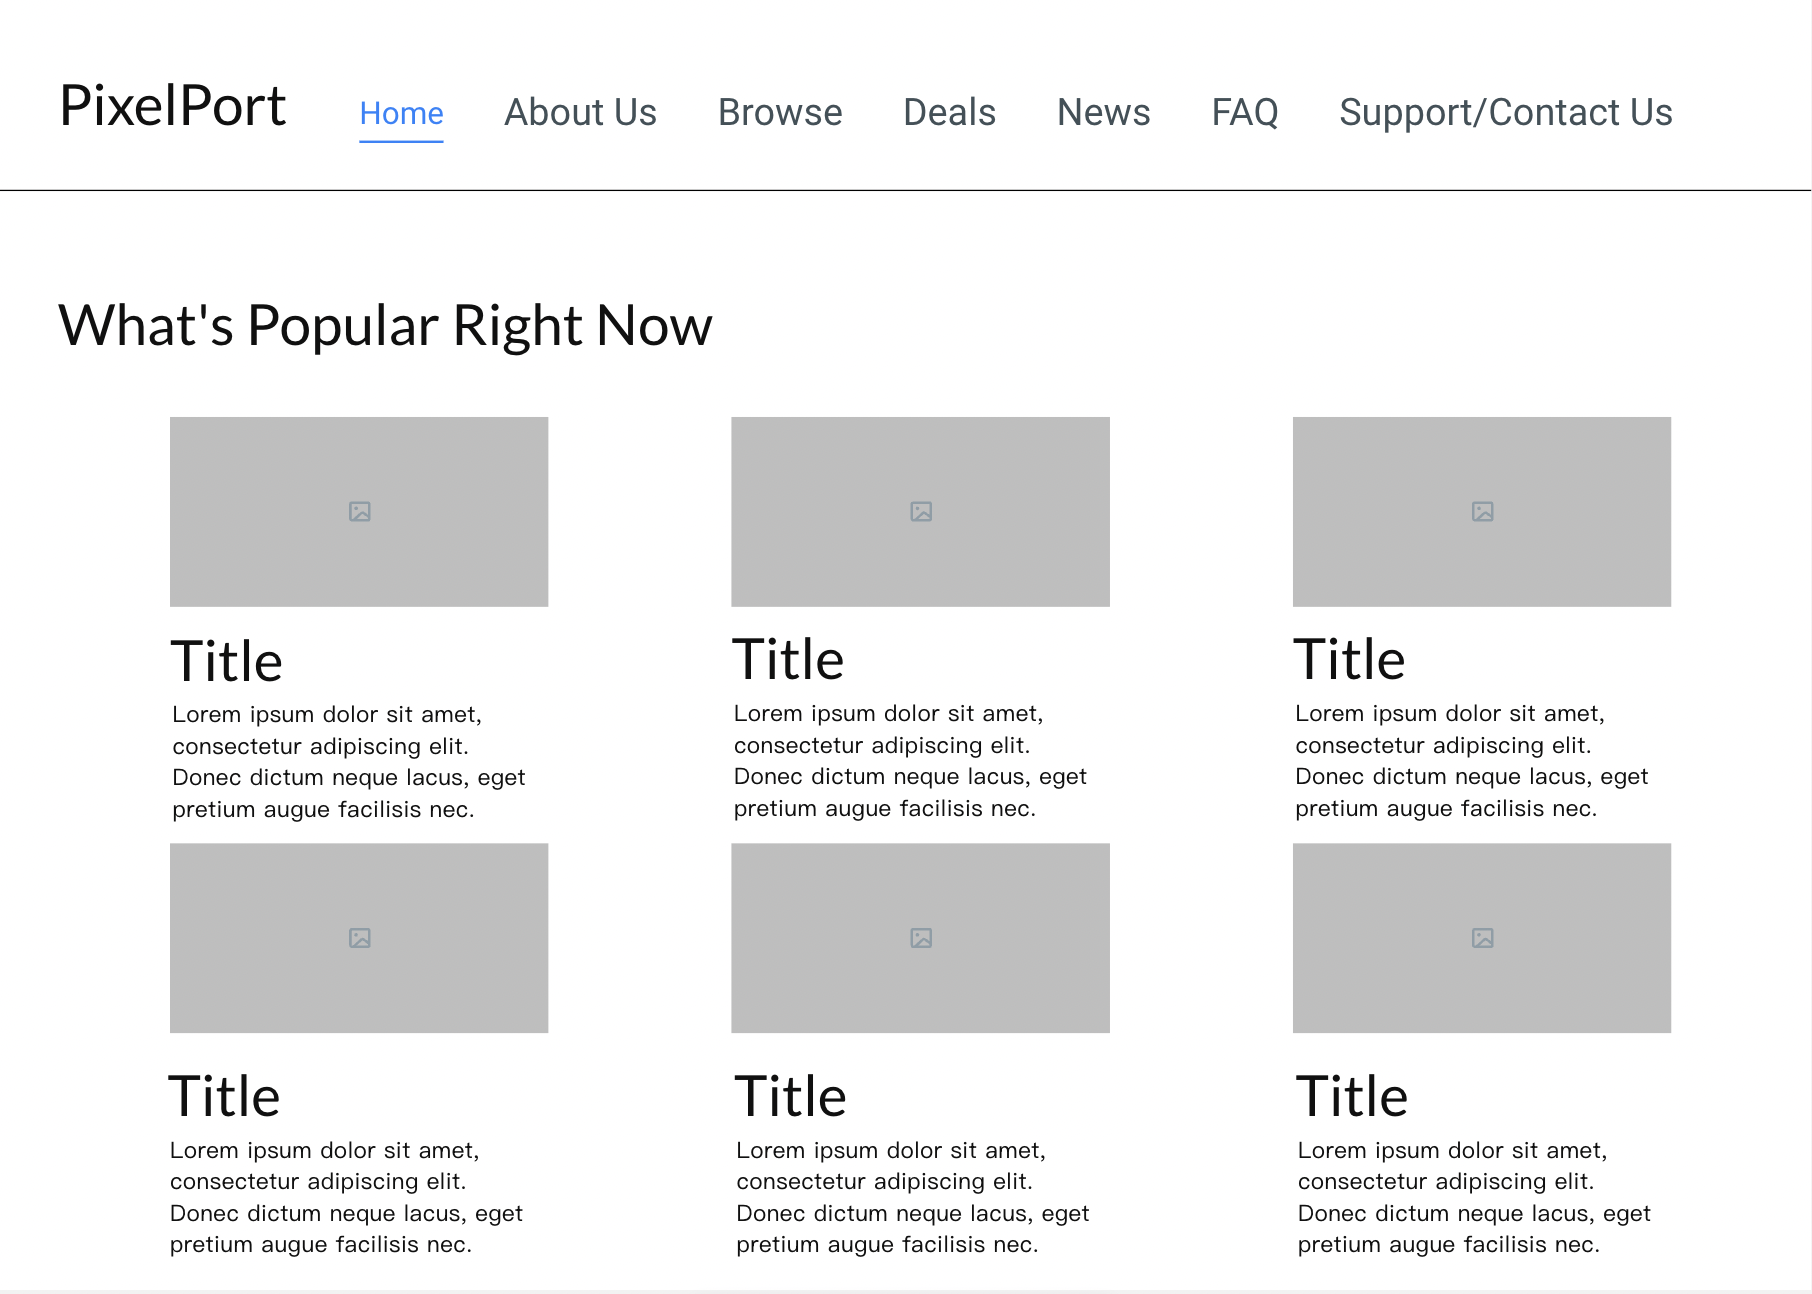 PixelPort Home About Us Browse Deals News FAQ Support/Contact Us
What's Popular Right Now
Title
Lorem ipsum dolor sit amet,
consectetur adipiscing elit.
Donec dictum neque lacus, eget
pretium augue facilisis nec.
Title
Lorem ipsum dolor sit amet,
consectetur adipiscing elit.
Donec dictum neque lacus, eget
pretium augue facilisis nec.
Title
Lorem ipsum dolor sit amet,
consectetur adipiscing elit.
Donec dictum neque lacus, eget
pretium augue facilisis nec.
Title
Lorem ipsum dolor sit amet,
consectetur adipiscing elit.
Donec dictum neque lacus, eget
pretium augue facilisis nec.
Title
Lorem ipsum dolor sit amet,
consectetur adipiscing elit.
Donec dictum neque lacus, eget
pretium augue facilisis nec.
Title
Lorem ipsum dolor sit amet,
consectetur adipiscing elit.
Donec dictum neque lacus, eget
pretium augue facilisis nec.